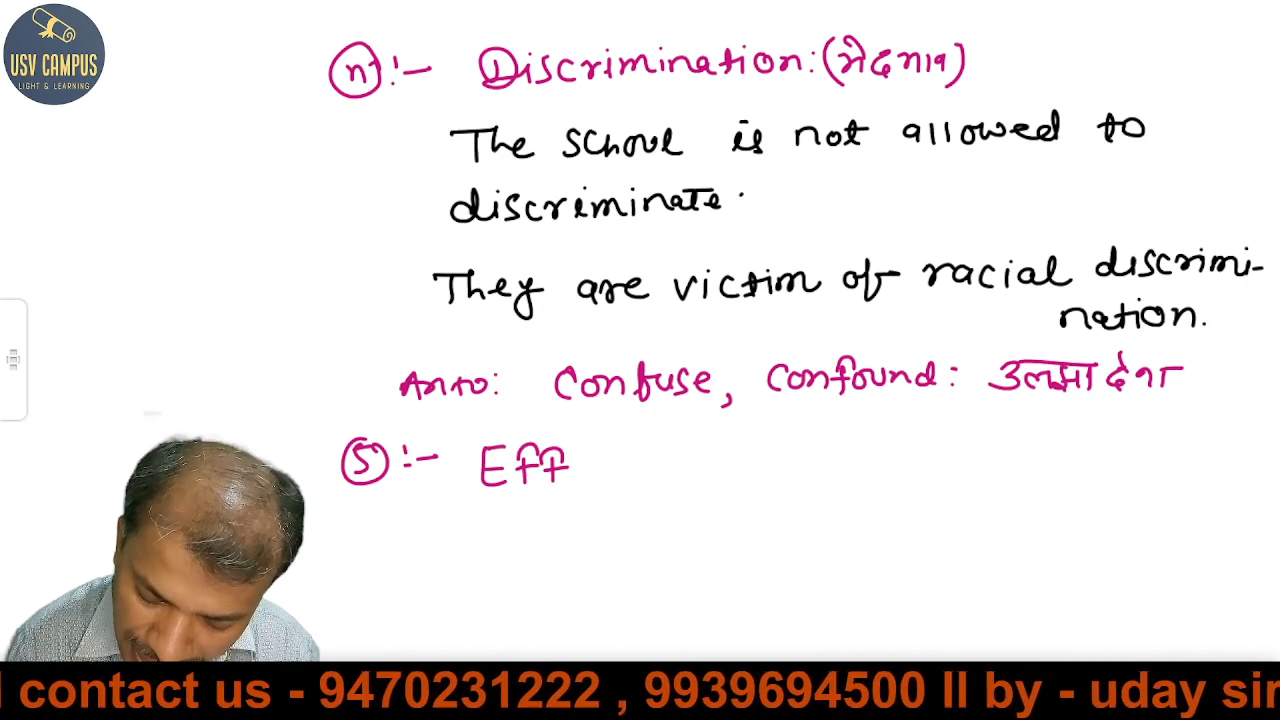 USV CAMPUS
LIGHT & LEARNING
n :- Discrimination: (भेदभाव)
The school is not allowed to
discriminate.
They are victim of racial discrimi-
nation.
Anto: Confuse, Confound: उलझा देना
5 :- Eff
contact us - 9470231222 , 9939694500 ll by - uday sir